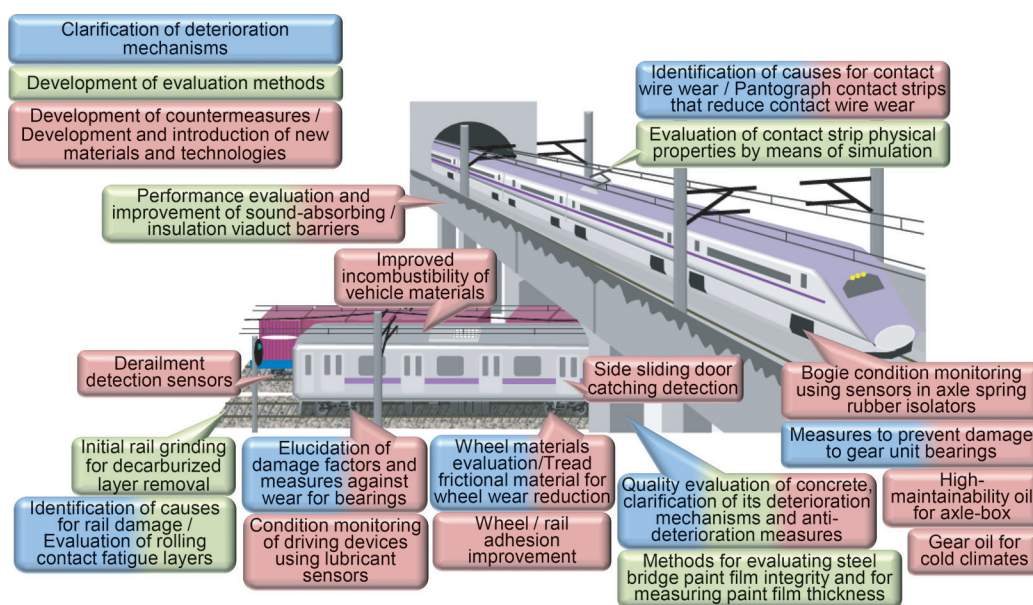 Clarification of deterioration
mechanisms
Development of evaluation methods
Development of countermeasures /
Development and introduction of new
materials and technologies
Identification of causes for contact
wire wear / Pantograph contact strips
that reduce contact wire wear
Evaluation of contact strip physical
properties by means of simulation
Performance evaluation and
improvement of sound-absorbing /
insulation viaduct barriers
Improved
incombustibility of
vehicle materials
Derailment
detection sensors
Side sliding door
catching detection
Bogie condition monitoring
using sensors in axle spring
rubber isolators
Initial rail grinding
for decarburized
layer removal
Elucidation of
damage factors and
measures against
wear for bearings
Wheel materials
evaluation/Tread
frictional material for
wheel wear reduction
Measures to prevent damage
to gear unit bearings
Quality evaluation of concrete,
clarification of its deterioration
mechanisms and anti-
deterioration measures
High-
maintainability oil
for axle-box
Identification of causes
for rail damage /
Evaluation of rolling
contact fatigue layers
Condition monitoring
of driving devices
using lubricant
sensors
Wheel / rail
adhesion
improvement
Gear oil for
cold climates
Methods for evaluating steel
bridge paint film integrity and for
measuring paint film thickness